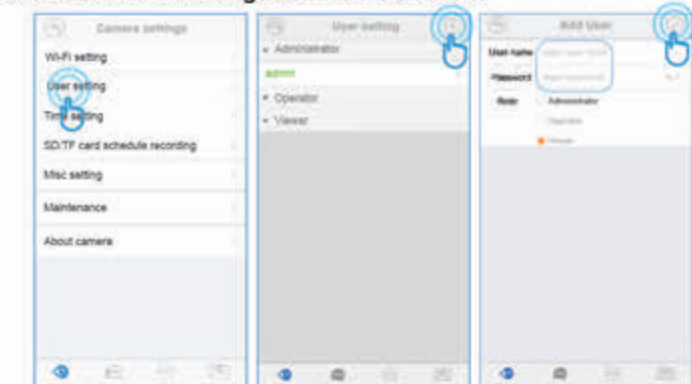 Camera settings
Wi-Fi setting
User setting
Time setting
SD/TF card schedule recording
Misc setting
Maintenance
About camera
User setting
Administrator
admin
Operator
Viewer
Add User
User name
Password
Role
Administrator
Operator